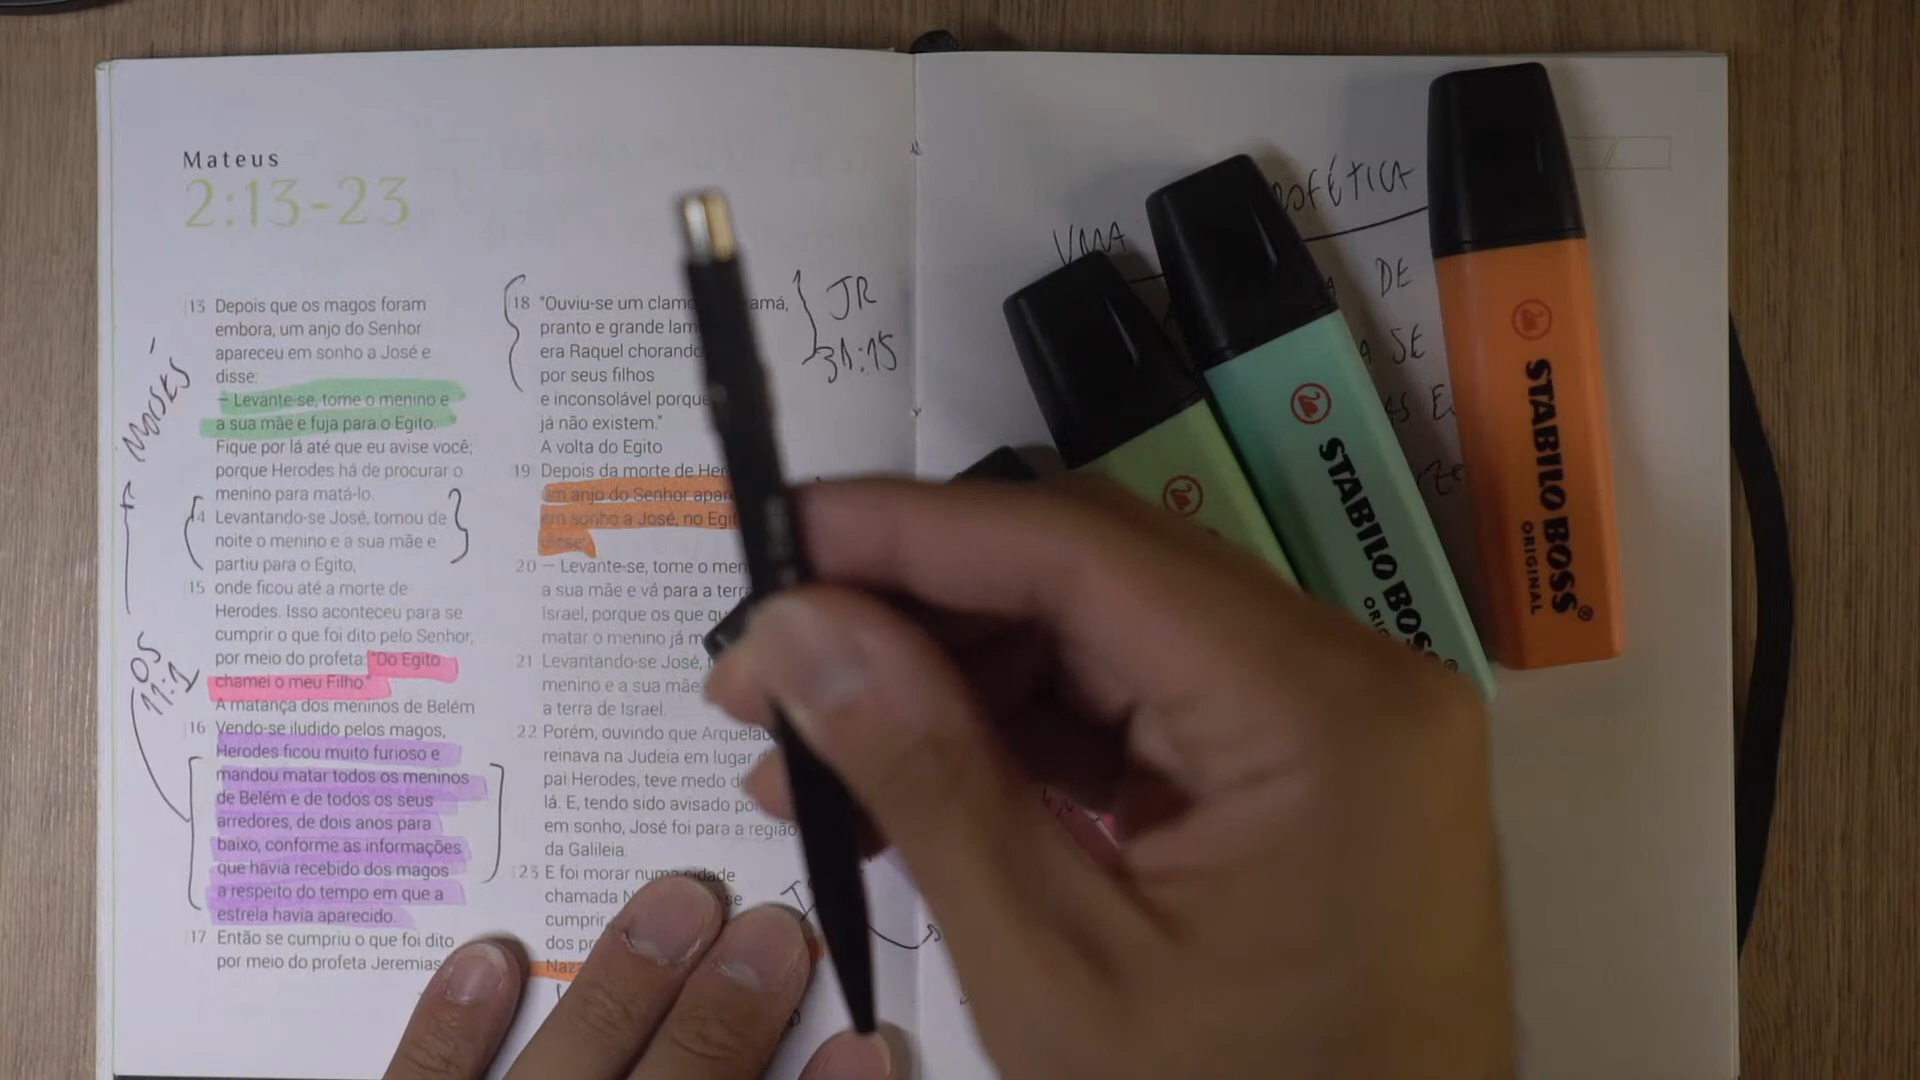 Mateus
2:13-23
13 Depois que os magos foram
embora, um anjo do Senhor
apareceu em sonho a José e
disse:
– Levante-se, tome o menino e
a sua mãe e fuja para o Egito.
Fique por lá até que eu avise você;
porque Herodes há de procurar o
menino para matá-lo.
14 Levantando-se José, tomou de
noite o menino e a sua mãe e
partiu para o Egito,
15 onde ficou até a morte de
Herodes. Isso aconteceu para se
cumprir o que foi dito pelo Senhor,
por meio do profeta: "Do Egito
chamei o meu Filho."
A matança dos meninos de Belém
16 Vendo-se iludido pelos magos,
Herodes ficou muito furioso e
mandou matar todos os meninos
de Belém e de todos os seus
arredores, de dois anos para
baixo, conforme as informações
que havia recebido dos magos
a respeito do tempo em que a
estrela havia aparecido.
17 Então se cumpriu o que foi dito
por meio do profeta Jeremias
MOISÉS
OS
11:1
18 "Ouviu-se um
pranto e grande
era Raquel chorando
por seus filhos
e inconsolável porque
já não existem."
A volta do Egito
19 Depois da morte de
um anjo do Senhor
em sonho a José, no
disse:
20 – Levante-se, tome o
a sua mãe e vá para a
Israel, porque os que
matar o menino já
21 Levantando-se José,
menino e a sua mãe
a terra de Israel.
22 Porém, ouvindo que
reinava na Judeia em lugar
pai Herodes, teve medo
lá. E, tendo sido avisado
em sonho, José foi para a região
da Galileia.
23 E foi morar numa cidade
chamada
cumprir
dos
JR
31:15
UMA
DE
SE
STABILO BOSS
STABILO BOSS
ORIGINAL